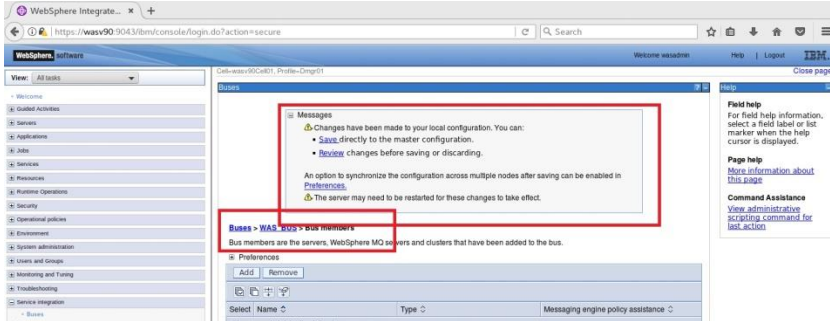 WebSphere Integrate... × +
https://wasv90:9043/ibm/console/login.do?action=secure
Search
WebSphere. software
Welcome wasadmin
Help | Logout
IBM.
View: All tasks
Cell=wasv90Cell01, Profile=Dmgr01
Close page
Welcome
Guided Activities
Servers
Applications
Jobs
Services
Resources
Runtime Operations
Security
Operational policies
Environment
System administration
Users and Groups
Monitoring and Tuning
Troubleshooting
Service integration
Buses
Buses
Messages
Changes have been made to your local configuration. You can:
Save directly to the master configuration.
Review changes before saving or discarding.
An option to synchronize the configuration across multiple nodes after saving can be enabled in
Preferences.
The server may need to be restarted for these changes to take effect.
Buses > WAS_BUS > Bus members
Bus members are the servers, WebSphere MQ servers and clusters that have been added to the bus.
Preferences
Add Remove
Select Name Type Messaging engine policy assistance
Help
Field help
For field help information,
select a field label or list
marker when the help
cursor is displayed.
Page help
More information about
this page
Command Assistance
View administrative
scripting command for
last action